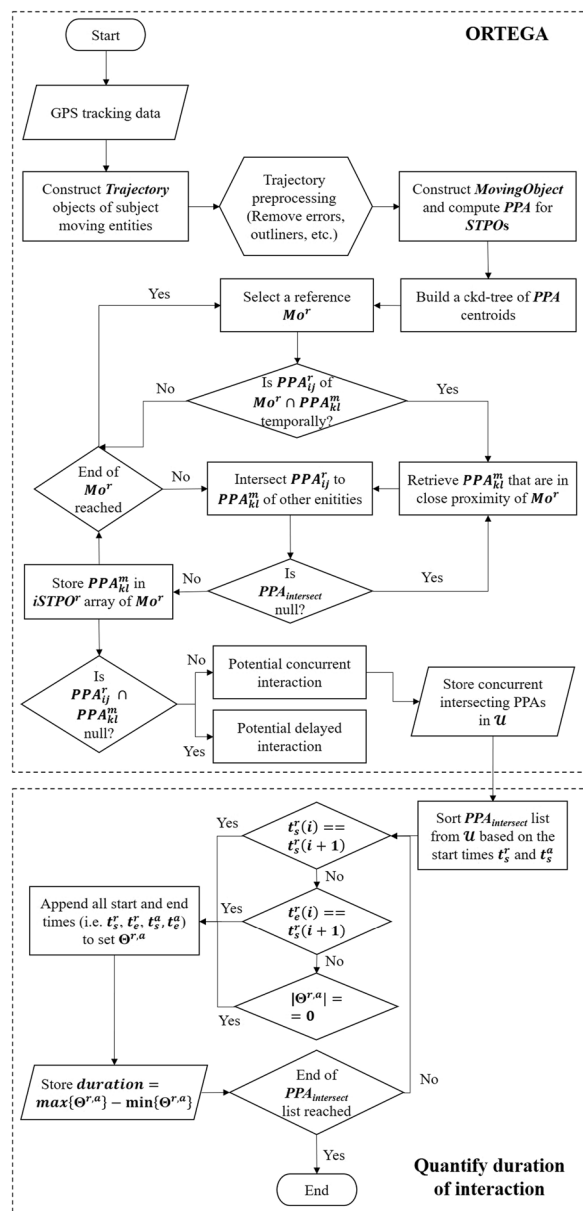 Start
ORTEGA
GPS tracking data
Construct Trajectory
objects of subject
moving entities
Trajectory
preprocessing
(Remove errors,
outliners, etc.)
Construct MovingObject
and compute PPA for
STPOs
Yes
Select a reference
Mo^r
Build a ckd-tree of PPA
centroids
No
Is PPA^r_ij of
Mo^r ∩ PPA^m_kl
temporally?
Yes
End of
Mo^r
reached
No
Intersect PPA^r_ij to
PPA^m_kl of other enitities
Retrieve PPA^m_kl that are in
close proximity of Mo^r
Store PPA^m_kl in
iSTPO^r array of Mo^r
No
Is
PPA_intersect
null?
Yes
Is
PPA^r_ij ∩
PPA^m_kl
null?
No
Potential concurrent
interaction
Yes
Potential delayed
interaction
Store concurrent
intersecting PPAs
in 𝒰
Sort PPA_intersect list
from 𝒰 based on the
start times t^r_s and t^a_s
Yes
t^r_s(i) ==
t^r_s(i + 1)
No
Append all start and end
times (i.e. t^r_s, t^r_e, t^a_s, t^a_e)
to set Θ^r,a
Yes
t^r_e(i) ==
t^r_s(i + 1)
No
Yes
|Θ^r,a| =
= 0
Store duration =
max{Θ^r,a} − min{Θ^r,a}
End of
PPA_intersect
list reached
No
Yes
End
Quantify duration
of interaction